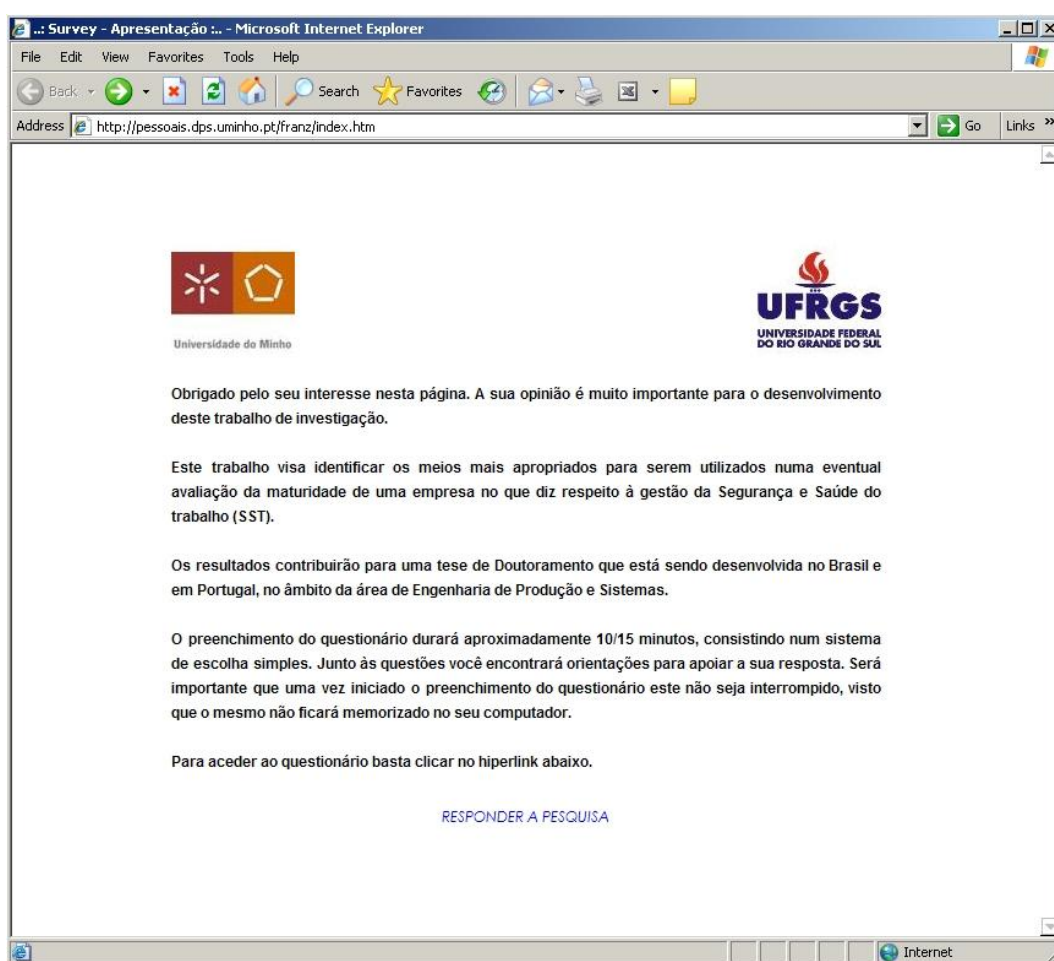 ..: Survey - Apresentação :.. - Microsoft Internet Explorer
File Edit View Favorites Tools Help
Back Search Favorites
Address http://pessoais.dps.uminho.pt/franz/index.htm Go Links »
Universidade do Minho
UFRGS
UNIVERSIDADE FEDERAL
DO RIO GRANDE DO SUL
Obrigado pelo seu interesse nesta página. A sua opinião é muito importante para o desenvolvimento
deste trabalho de investigação.
Este trabalho visa identificar os meios mais apropriados para serem utilizados numa eventual
avaliação da maturidade de uma empresa no que diz respeito à gestão da Segurança e Saúde do
trabalho (SST).
Os resultados contribuirão para uma tese de Doutoramento que está sendo desenvolvida no Brasil e
em Portugal, no âmbito da área de Engenharia de Produção e Sistemas.
O preenchimento do questionário durará aproximadamente 10/15 minutos, consistindo num sistema
de escolha simples. Junto às questões você encontrará orientações para apoiar a sua resposta. Será
importante que uma vez iniciado o preenchimento do questionário este não seja interrompido, visto
que o mesmo não ficará memorizado no seu computador.
Para aceder ao questionário basta clicar no hiperlink abaixo.
RESPONDER A PESQUISA
Internet